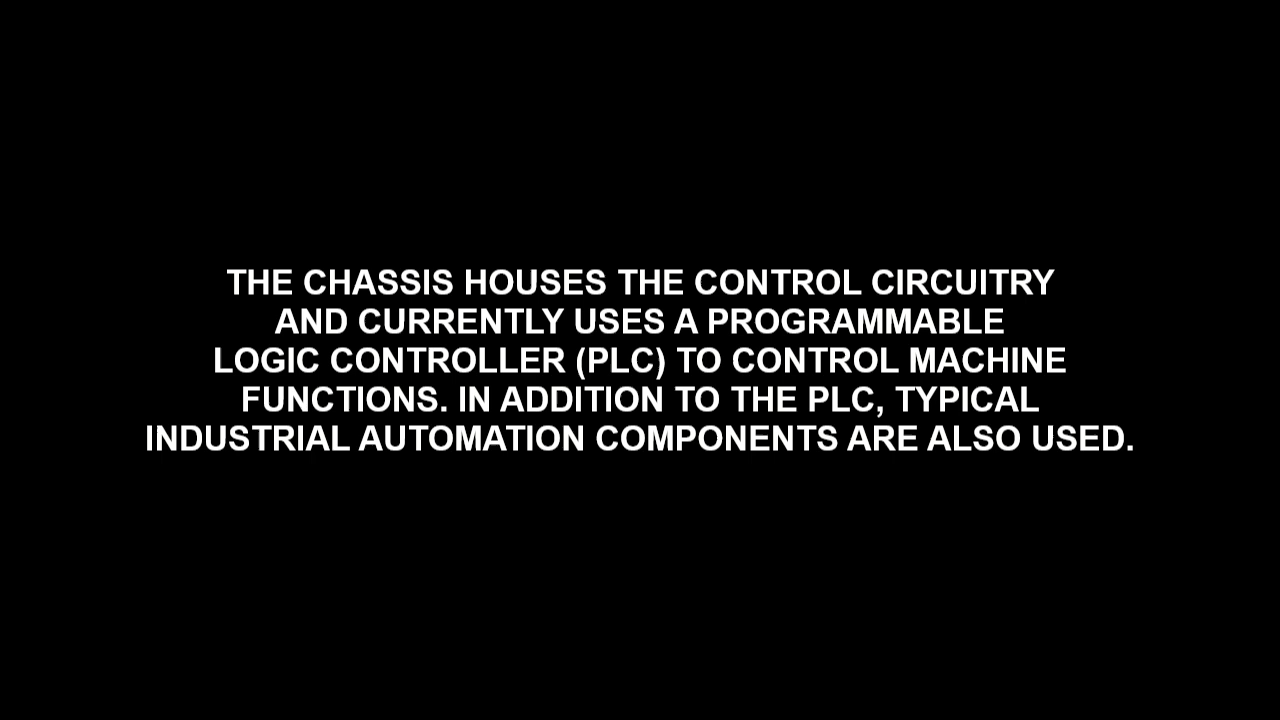 THE CHASSIS HOUSES THE CONTROL CIRCUITRY
AND CURRENTLY USES A PROGRAMMABLE
LOGIC CONTROLLER (PLC) TO CONTROL MACHINE
FUNCTIONS. IN ADDITION TO THE PLC, TYPICAL
INDUSTRIAL AUTOMATION COMPONENTS ARE ALSO USED.